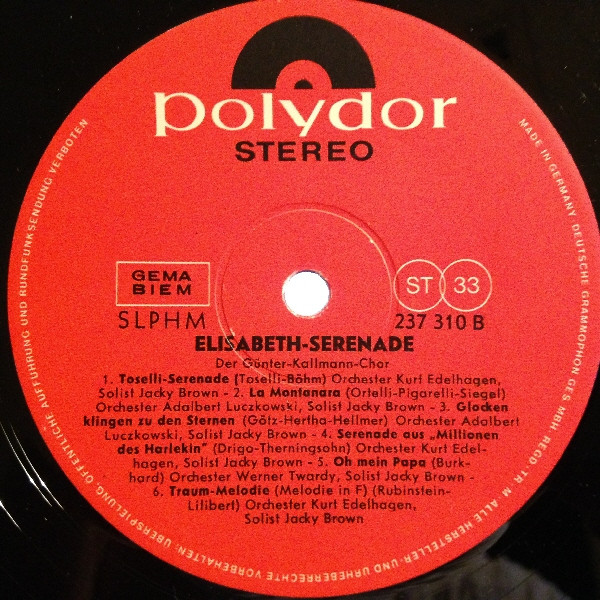 polydor
STEREO
GEMA
BIEM
ST 33
SLPHM
237 310 B
ELISABETH-SERENADE
Der Günter-Kallmann-Chor
1. Toselli-Serenade (Toselli-Böhm) Orchester Kurt Edelhagen,
Solist Jacky Brown - 2. La Montanara (Ortelli-Pigarelli-Siegel)
Orchester Adalbert Luczkowski, Solist Jacky Brown - 3. Glocken
klingen zu den Sternen (Götz-Hertha-Hellmer) Orchester Adalbert
Luczkowski, Solist Jacky Brown - 4. Serenade aus „Millionen
des Harlekin" (Drigo-Therningsohn) Orchester Kurt Edel-
hagen, Solist Jacky Brown - 5. Oh mein Papa (Burk-
hard) Orchester Werner Twardy, Solist Jacky Brown -
6. Traum-Melodie (Melodie in F) (Rubinstein-
Lilibert) Orchester Kurt Edelhagen,
Solist Jacky Brown
MADE IN GERMANY. DEUTSCHE GRAMMOPHON GES. MBH. REGD. TR. M. ALLE HERSTELLER- UND URHEBERRECHTE VORBEHALTEN. ÜBERSPIELUNG, ÖFFENTLICHE AUFFÜHRUNG UND RUNDFUNKSENDUNG VERBOTEN